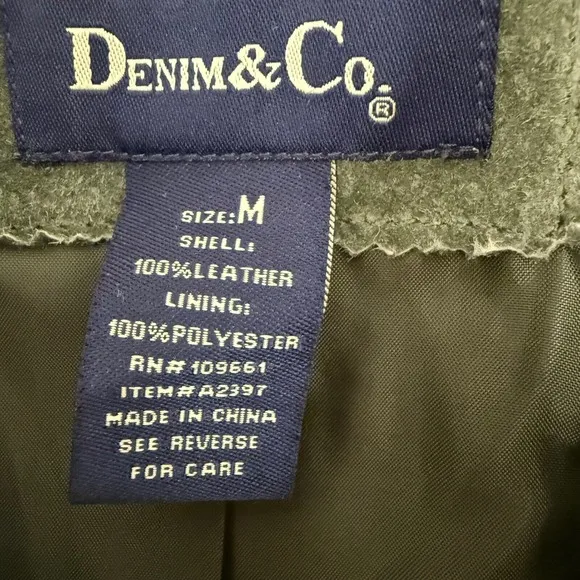 DENIM&CO.®
SIZE: M
SHELL:
100%LEATHER
LINING:
100%POLYESTER
RN# 109661
ITEM#A2397
MADE IN CHINA
SEE REVERSE
FOR CARE